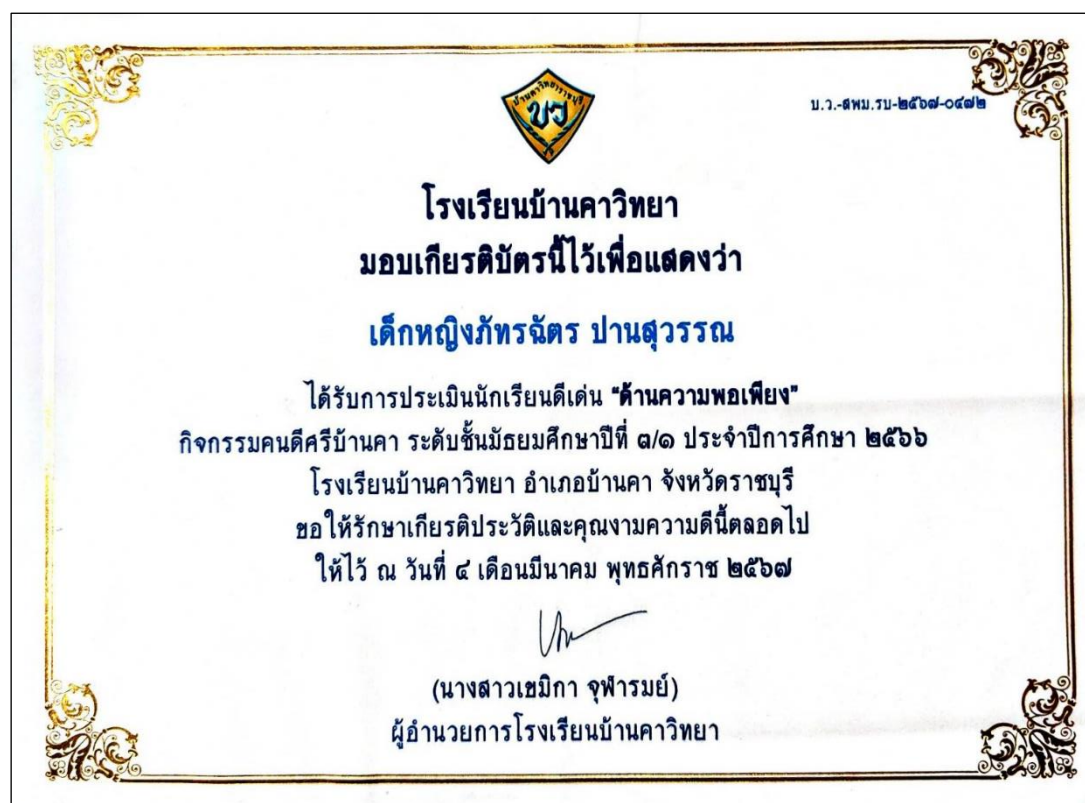 บ.ว.-สพม.รบ-๒๕๖๗-๐๔๗๒
บ้านคาวิทยาราชบุรี
บว
โรงเรียนบ้านคาวิทยา
มอบเกียรติบัตรนี้ไว้เพื่อแสดงว่า
เด็กหญิงภัทรฉัตร ปานสุวรรณ
ได้รับการประเมินนักเรียนดีเด่น "ด้านความพอเพียง"
กิจกรรมคนดีศรีบ้านคา ระดับชั้นมัธยมศึกษาปีที่ ๓/๑ ประจำปีการศึกษา ๒๕๖๖
โรงเรียนบ้านคาวิทยา อำเภอบ้านคา จังหวัดราชบุรี
ขอให้รักษาเกียรติประวัติและคุณงามความดีนี้ตลอดไป
ให้ไว้ ณ วันที่ ๔ เดือนมีนาคม พุทธศักราช ๒๕๖๗
(นางสาวเขมิกา จุฬารมย์)
ผู้อำนวยการโรงเรียนบ้านคาวิทยา